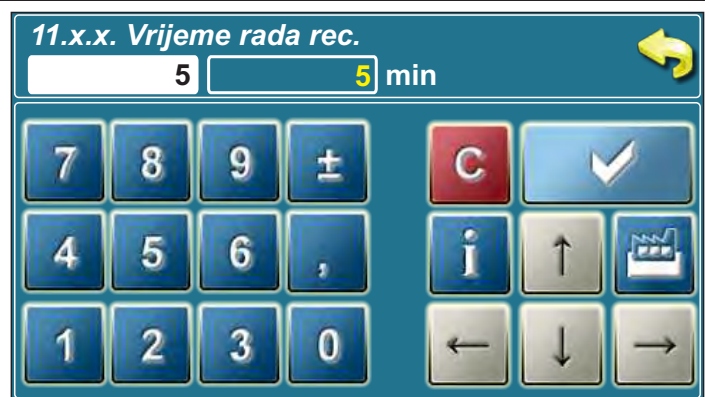 11.x.x. Vrijeme rada rec.
5 5 min
7 8 9 ± C
4 5 6 , i ↑
1 2 3 0 ← ↓ →